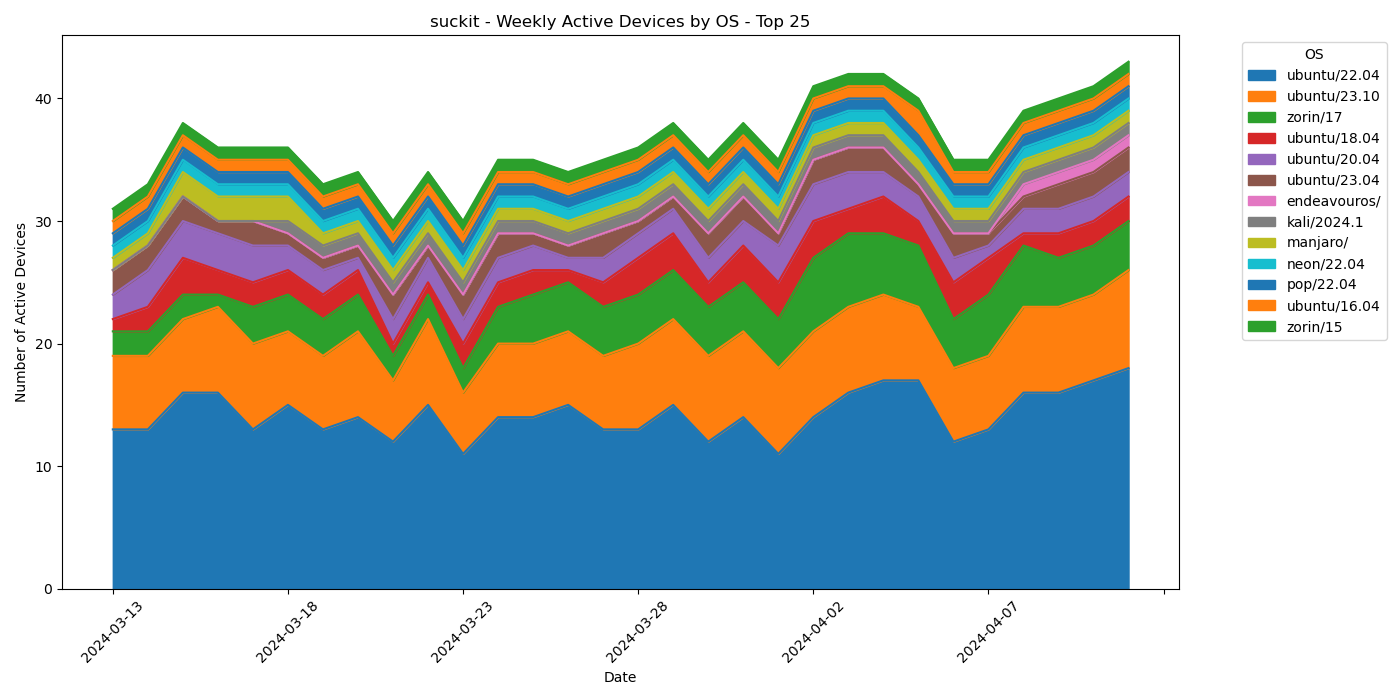 suckit - Weekly Active Devices by OS - Top 25
Number of Active Devices
40
30
20
10
0
2024-03-13
2024-03-18
2024-03-23
2024-03-28
2024-04-02
2024-04-07
Date
OS
ubuntu/22.04
ubuntu/23.10
zorin/17
ubuntu/18.04
ubuntu/20.04
ubuntu/23.04
endeavouros/
kali/2024.1
manjaro/
neon/22.04
pop/22.04
ubuntu/16.04
zorin/15